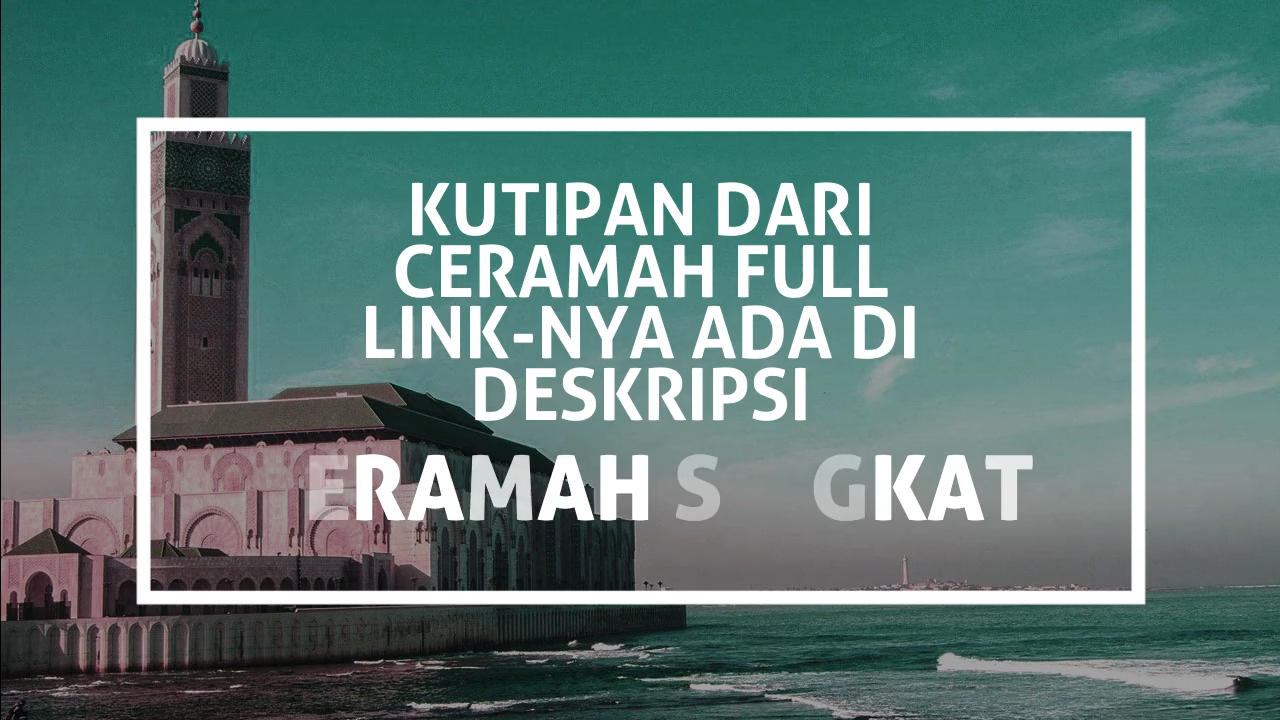 KUTIPAN DARI
CERAMAH FULL
LINK-NYA ADA DI
DESKRIPSI
ERAMAH S GKAT